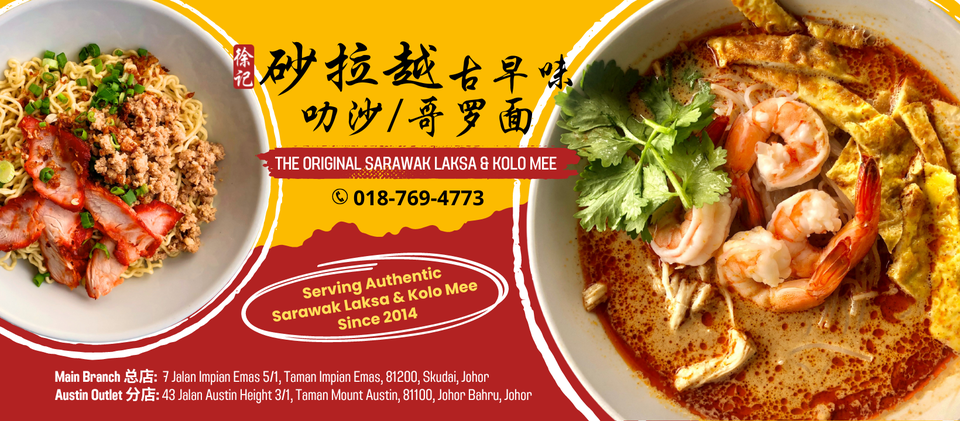 徐记
砂拉越古早味
叻沙/哥罗面
THE ORIGINAL SARAWAK LAKSA & KOLO MEE
018-769-4773
Serving Authentic
Sarawak Laksa & Kolo Mee
Since 2014
Main Branch 总店: 7 Jalan Impian Emas 5/1, Taman Impian Emas, 81200, Skudai, Johor
Austin Outlet 分店: 43 Jalan Austin Height 3/1, Taman Mount Austin, 81100, Johor Bahru, Johor